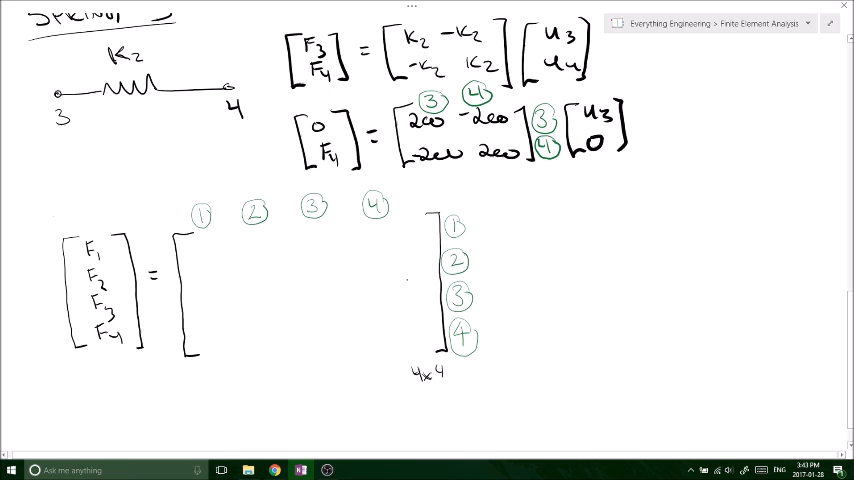 SPRING
Everything Engineering > Finite Element Analysis
K2
3 4
[F3 F4] = [K2 -K2 -K2 K2] [u3 u4]
3 4
[0 F4] = [200 -200 -200 200] 3 4 [u3 0]
1 2 3 4
[F1 F2 F3 F4] = [ ] 1 2 3 4
4x4
Ask me anything
ENG
3:43 PM
2017-01-28